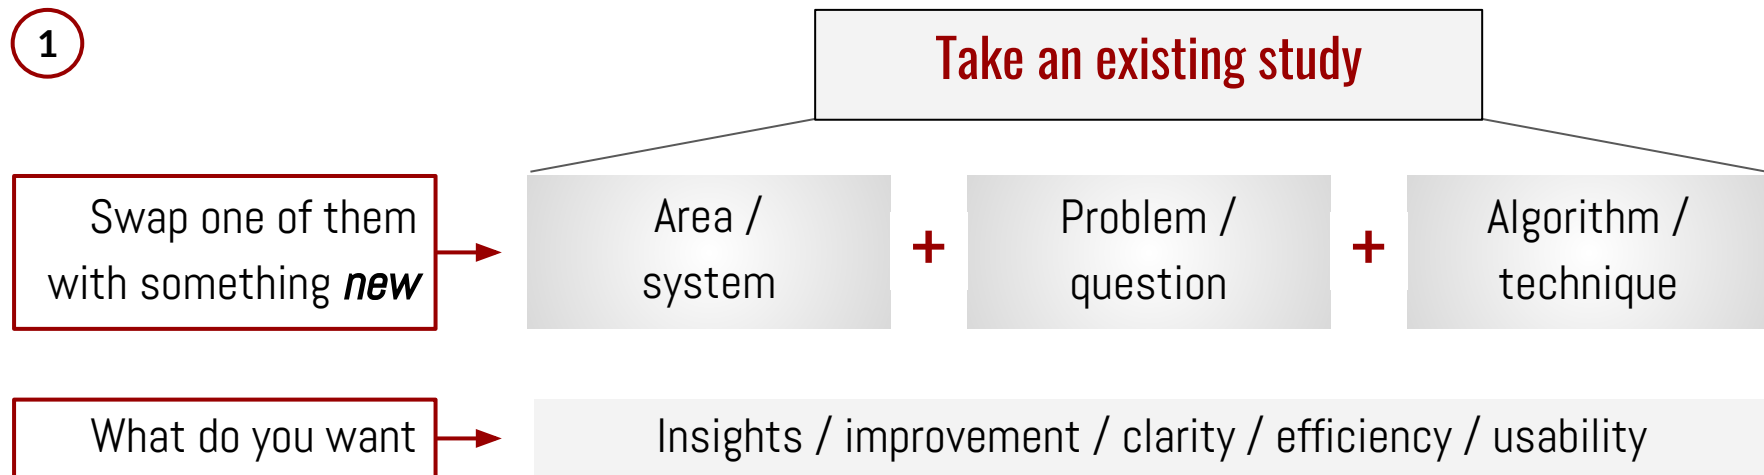 1
Take an existing study
Swap one of them
with something new
Area /
system
+
Problem /
question
+
Algorithm /
technique
What do you want
Insights / improvement / clarity / efficiency / usability